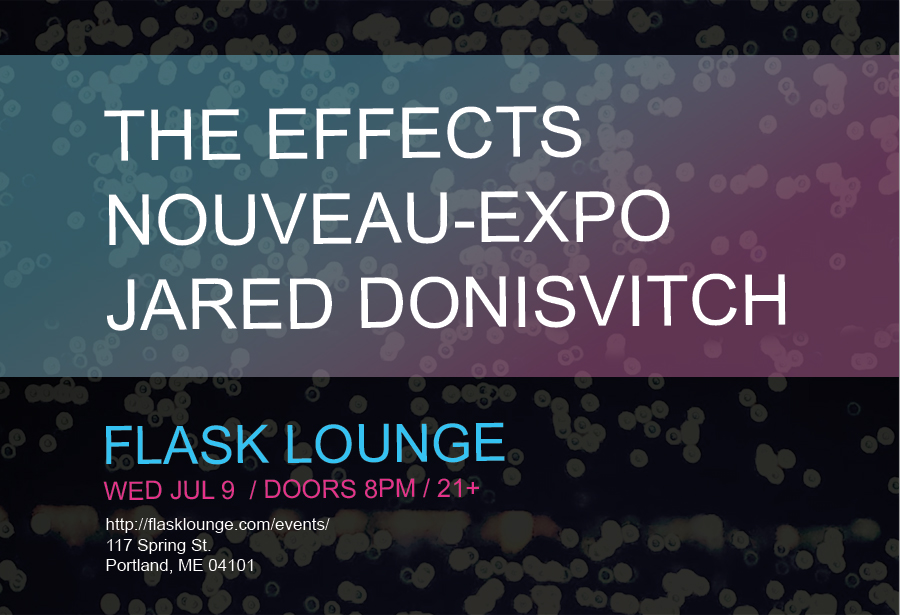 THE EFFECTS
NOUVEAU-EXPO
JARED DONISVITCH
FLASK LOUNGE
WED JUL 9 / DOORS 8PM / 21+
http://flasklounge.com/events/
117 Spring St.
Portland, ME 04101